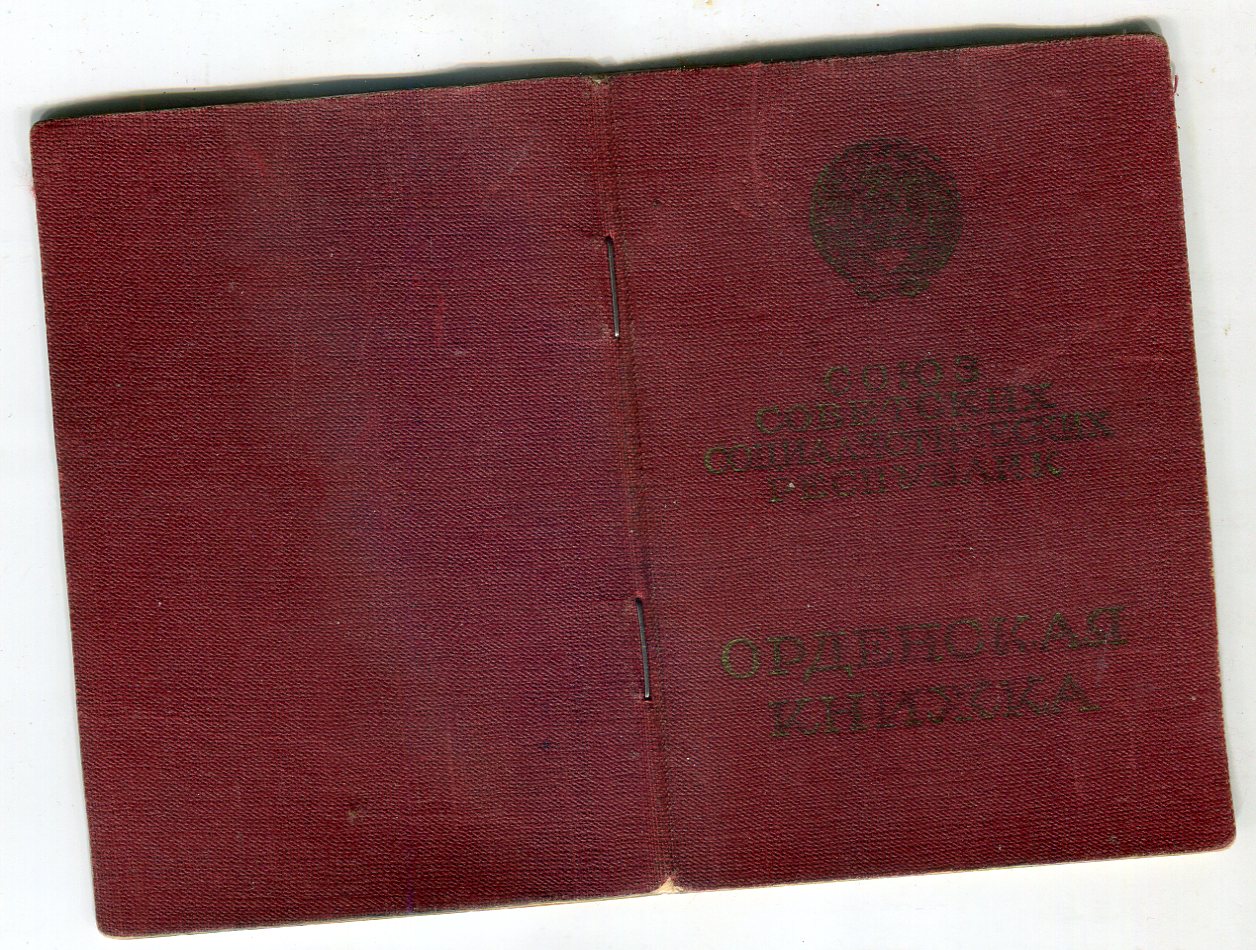 СОЮЗ
СОВЕТСКИХ
СОЦИАЛИСТИЧЕСКИХ
РЕСПУБЛИК
ОРДЕНСКАЯ
КНИЖКА